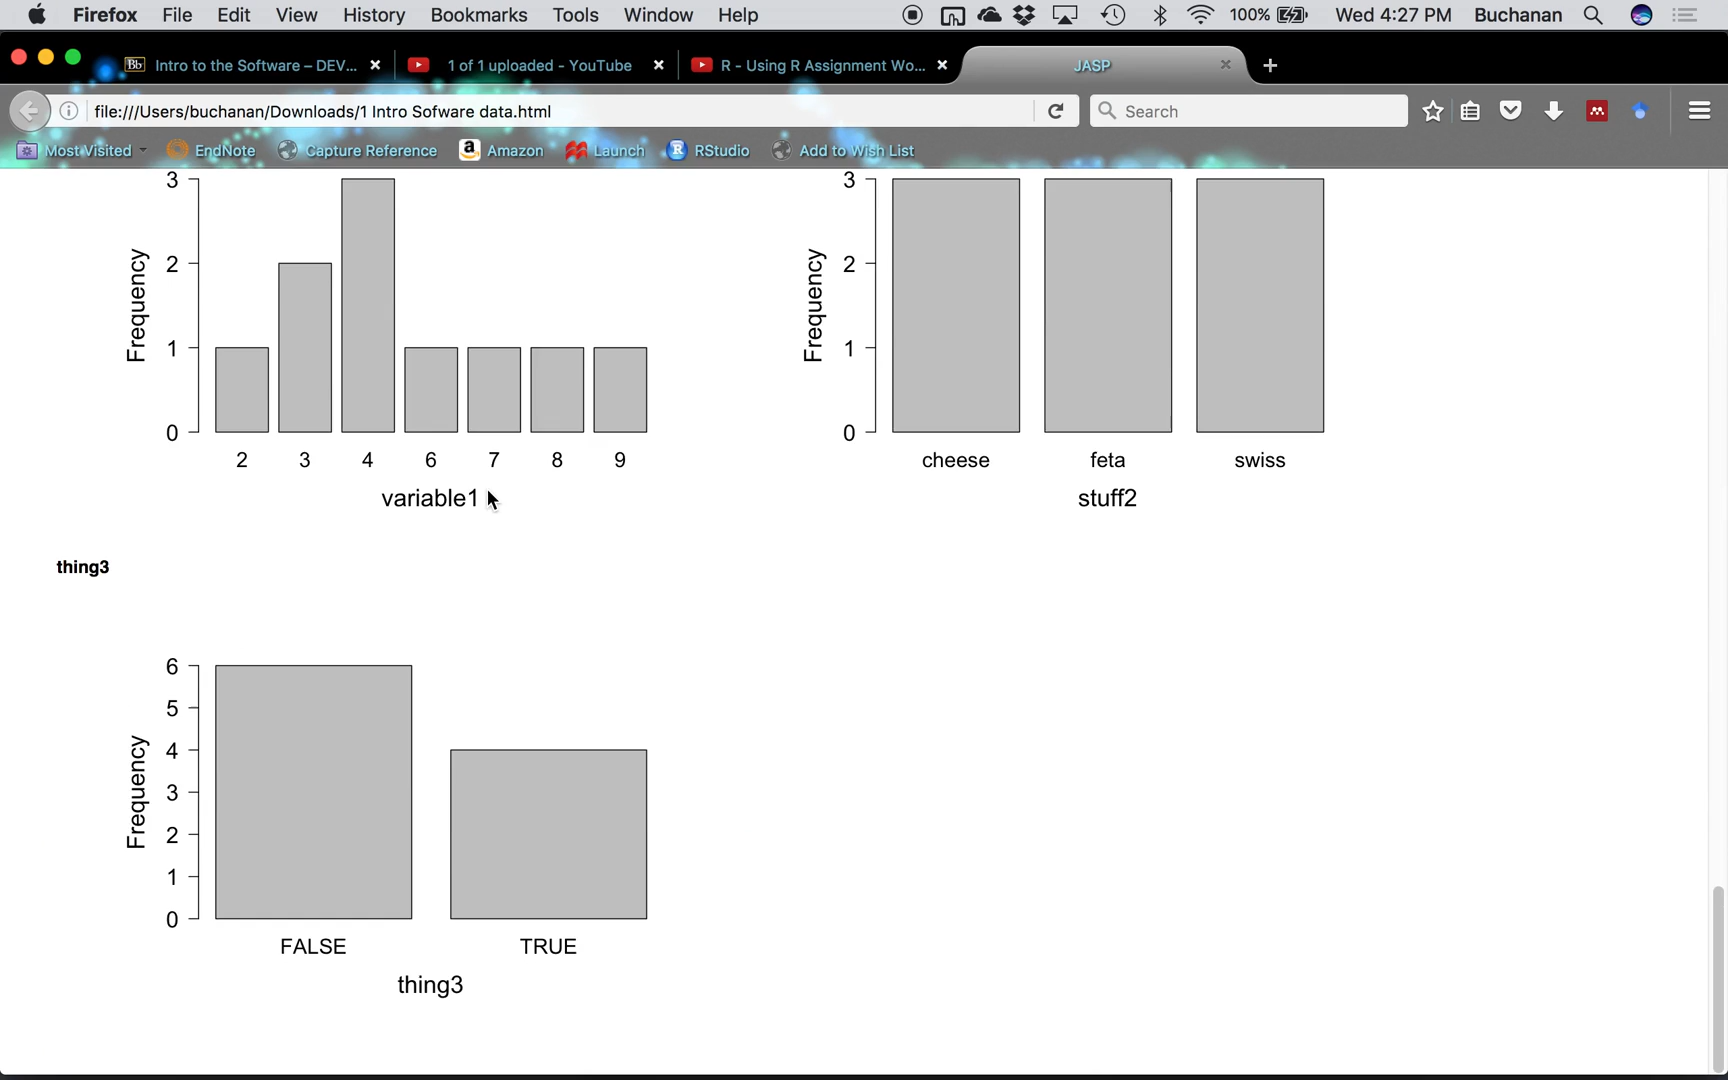 Firefox File Edit View History Bookmarks Tools Window Help 100% Wed 4:27 PM Buchanan
Bb Intro to the Software – DEV... 1 of 1 uploaded - YouTube R - Using R Assignment Wo... JASP
file:///Users/buchanan/Downloads/1 Intro Sofware data.html Search
Most Visited EndNote Capture Reference a Amazon Launch R RStudio Add to Wish List
3
2
1
0
Frequency
2 3 4 6 7 8 9
variable1
3
2
1
0
Frequency
cheese feta swiss
stuff2
thing3
6
5
4
3
2
1
0
Frequency
FALSE TRUE
thing3